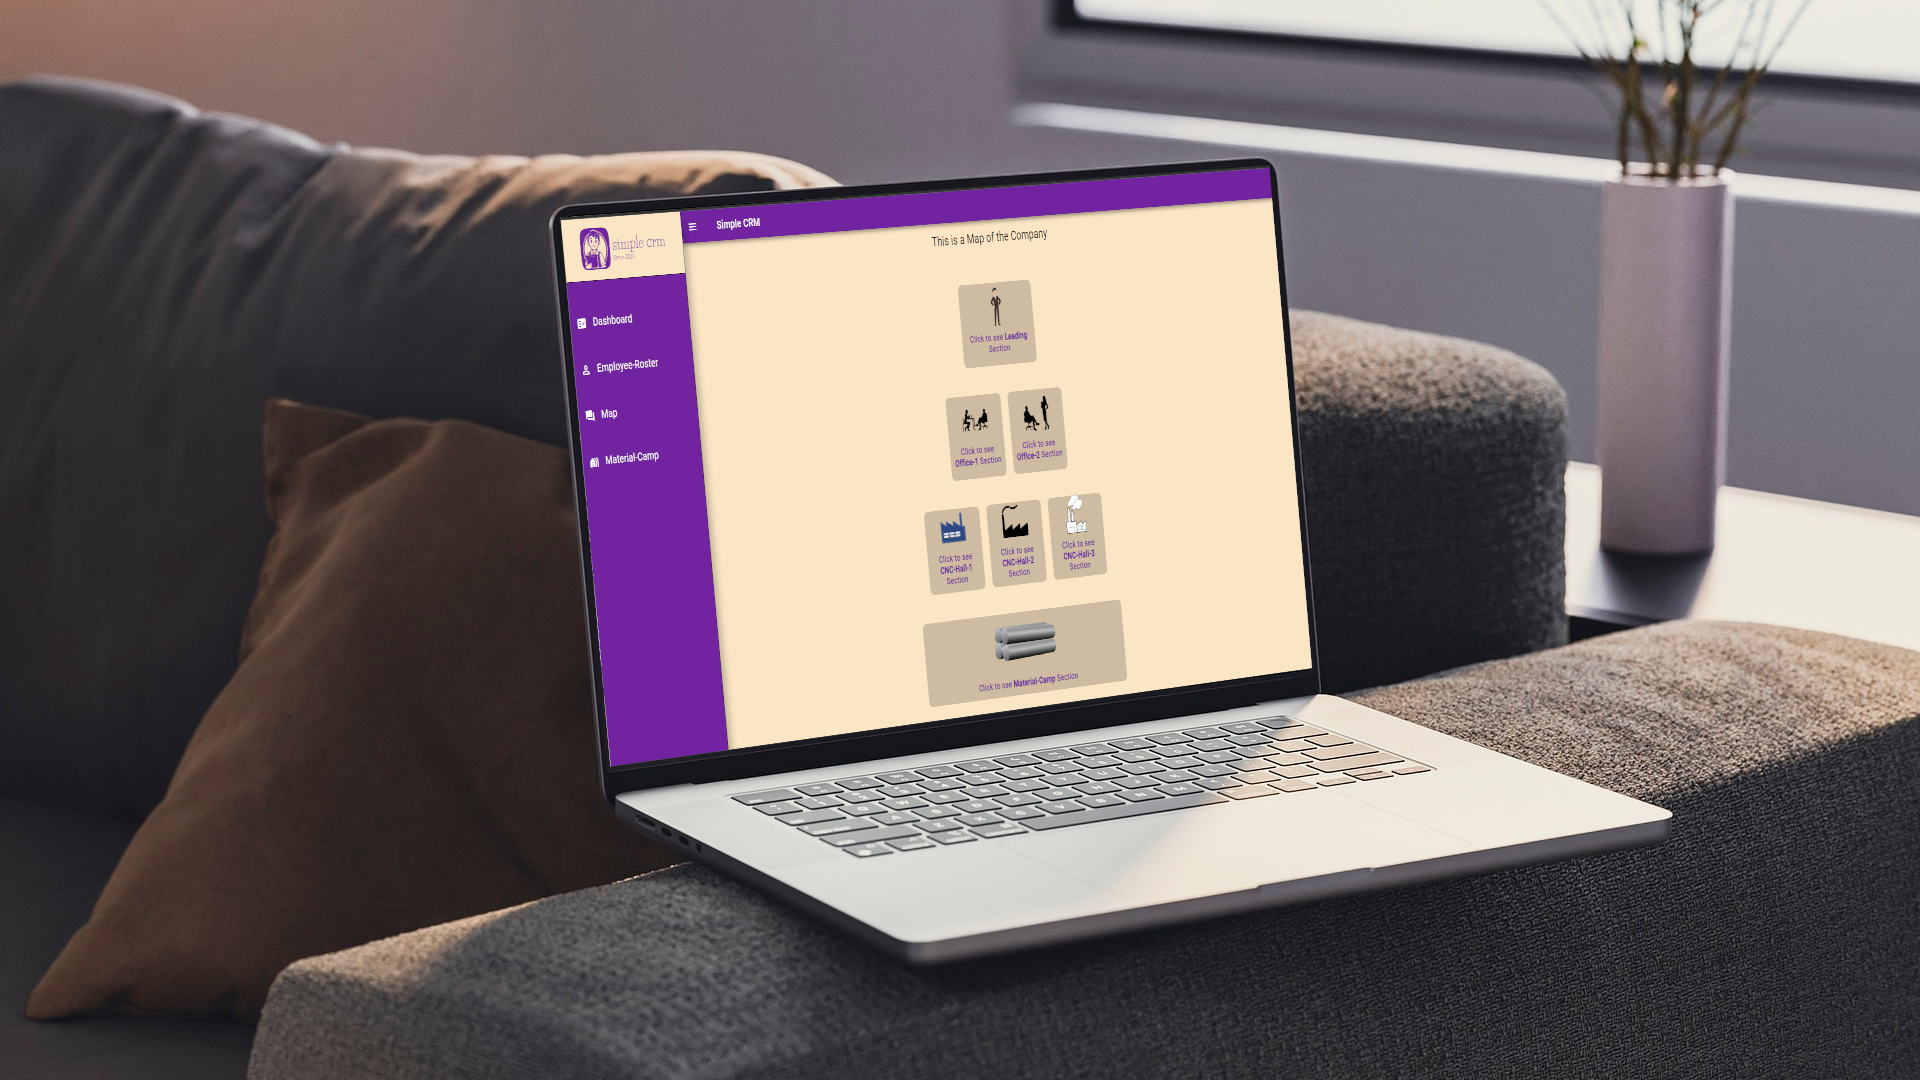 simple crm
Simple CRM
Dashboard
Employee-Roster
Map
Material-Camp
This is a Map of the Company
Click to see Leading
Section
Click to see
Office-1 Section
Click to see
Office-2 Section
Click to see
CNC-Hall-1
Section
Click to see
CNC-Hall-2
Section
Click to see
CNC-Hall-3
Section
Click to see Material-Camp Section